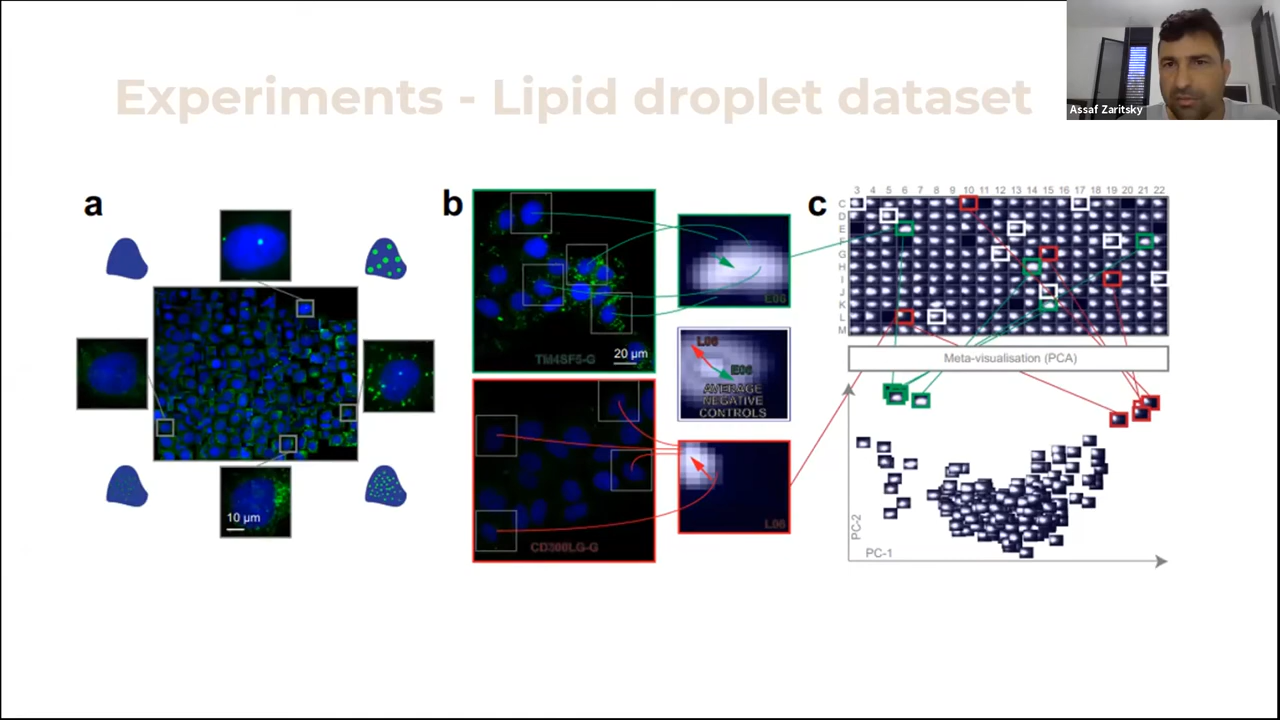 Experiments - Lipid droplet dataset
Assaf Zaritsky
a
10 µm
b
TM4SF5-G
20 µm
CD300LG-G
E06
L06
E06
AVERAGE
NEGATIVE
CONTROLS
L06
c
3 4 5 6 7 8 9 10 11 12 13 14 15 16 17 18 19 20 21 22
C
D
E
F
G
H
I
J
K
L
M
Meta-visualisation (PCA)
PC-2
PC-1